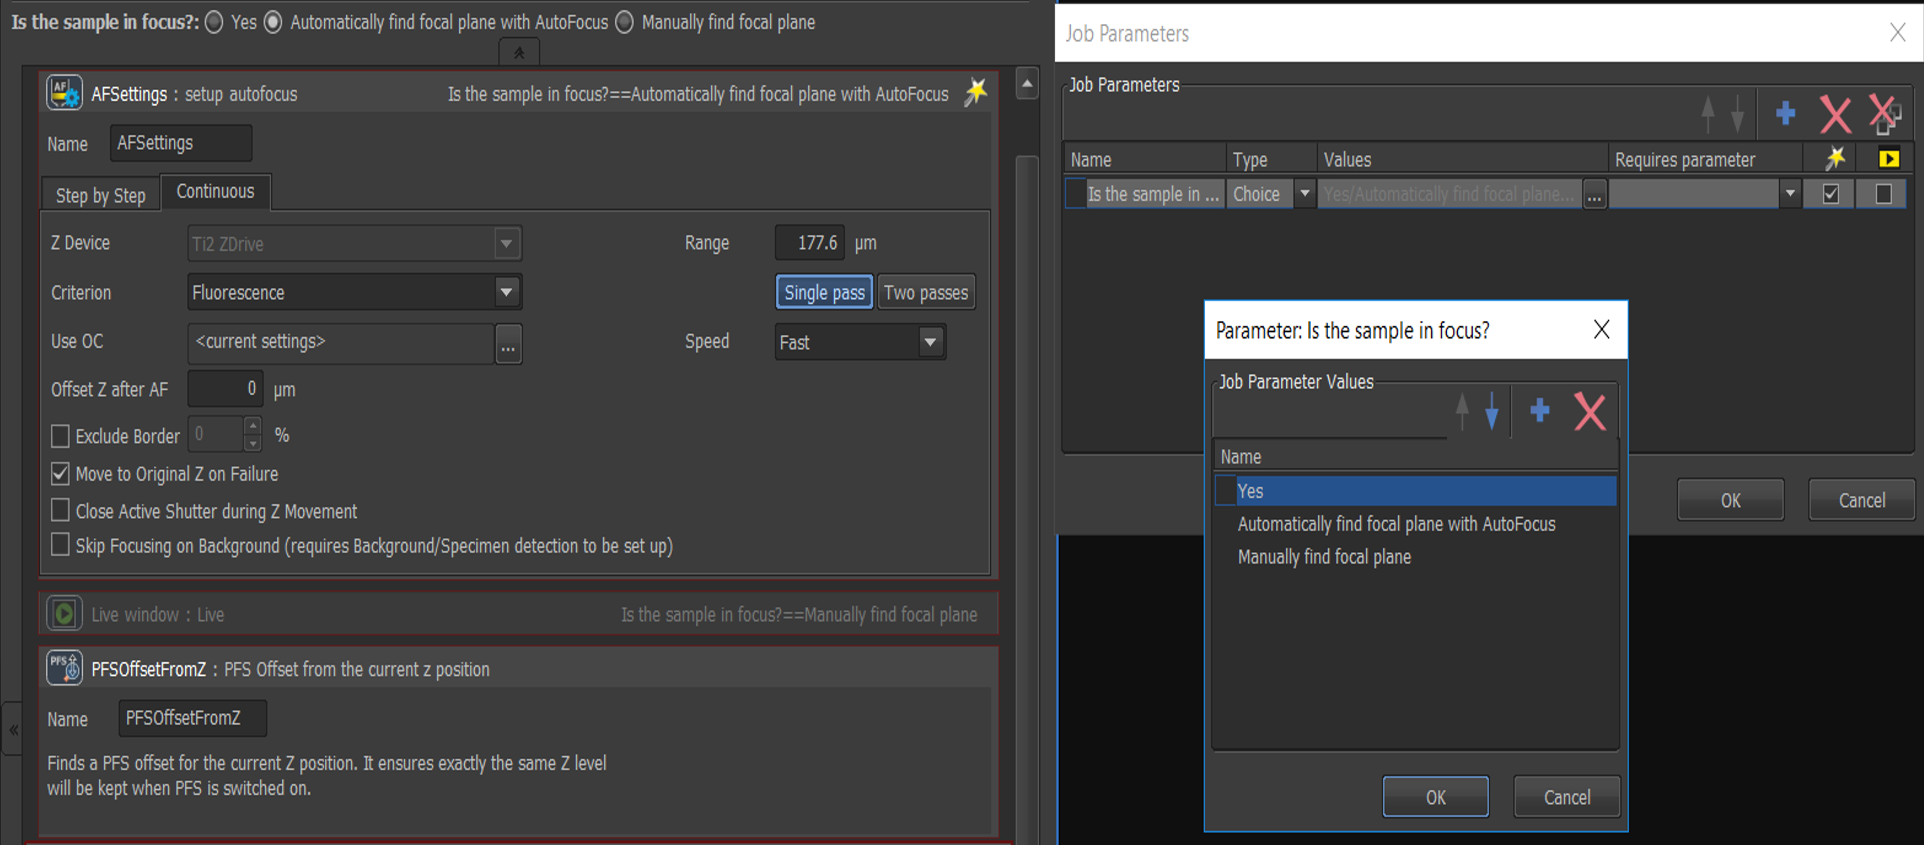 Is the sample in focus?: Yes Automatically find focal plane with AutoFocus Manually find focal plane
AF
AFSettings : setup autofocus Is the sample in focus?==Automatically find focal plane with AutoFocus
Name AFSettings
Step by Step Continuous
Z Device Ti2 ZDrive Range 177.6 µm
Criterion Fluorescence Single pass Two passes
Use OC <current settings> ... Speed Fast
Offset Z after AF 0 µm
Exclude Border 0 %
Move to Original Z on Failure
Close Active Shutter during Z Movement
Skip Focusing on Background (requires Background/Specimen detection to be set up)
Live window : Live Is the sample in focus?==Manually find focal plane
PFS
PFSOffsetFromZ : PFS Offset from the current z position
Name PFSOffsetFromZ
Finds a PFS offset for the current Z position. It ensures exactly the same Z level
will be kept when PFS is switched on.
Job Parameters
Job Parameters
Name Type Values Requires parameter
Is the sample in ... Choice Yes/Automatically find focal plane... ...
OK Cancel
Parameter: Is the sample in focus?
Job Parameter Values
Name
Yes
Automatically find focal plane with AutoFocus
Manually find focal plane
OK Cancel